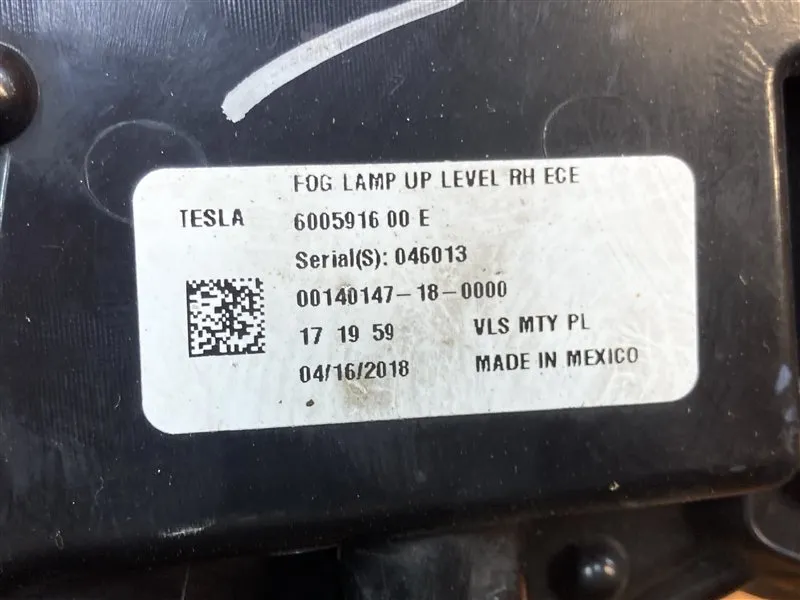 FOG LAMP UP LEVEL RH ECE
TESLA 6005916 00 E
Serial(S): 046013
00140147-18-0000
17 19 59 VLS MTY PL
04/16/2018 MADE IN MEXICO